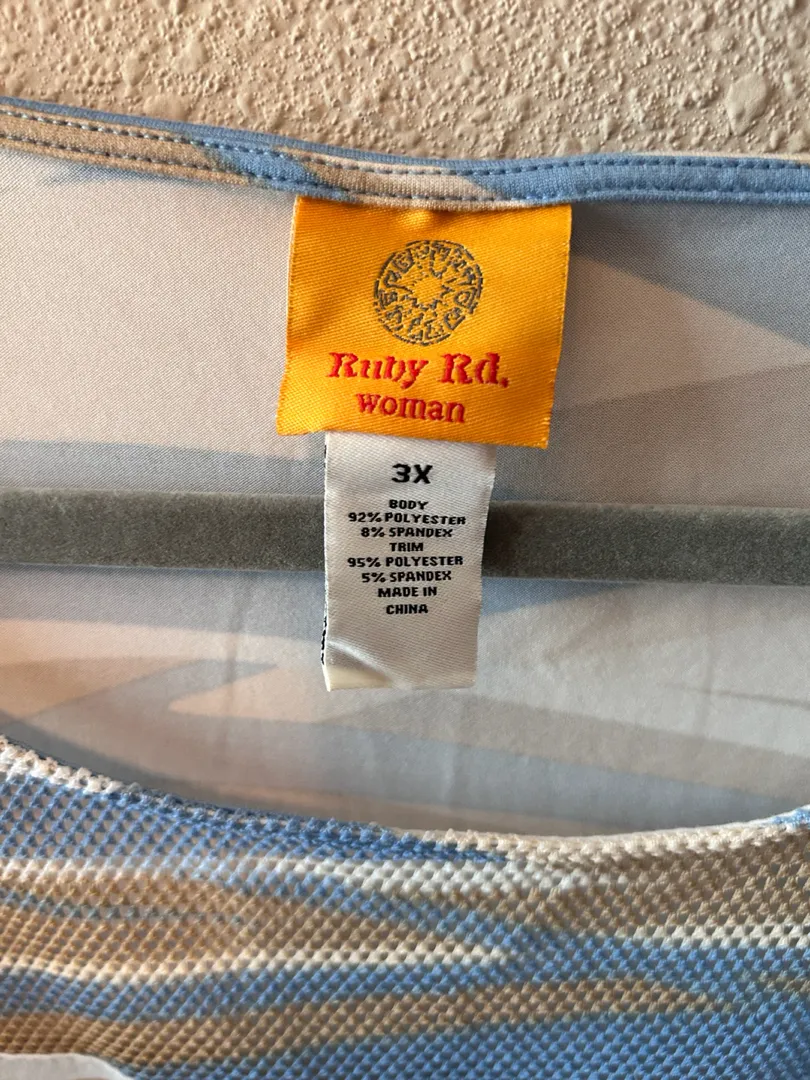 Ruby Rd.
woman
3X
BODY
92% POLYESTER
8% SPANDEX
TRIM
95% POLYESTER
5% SPANDEX
MADE IN
CHINA